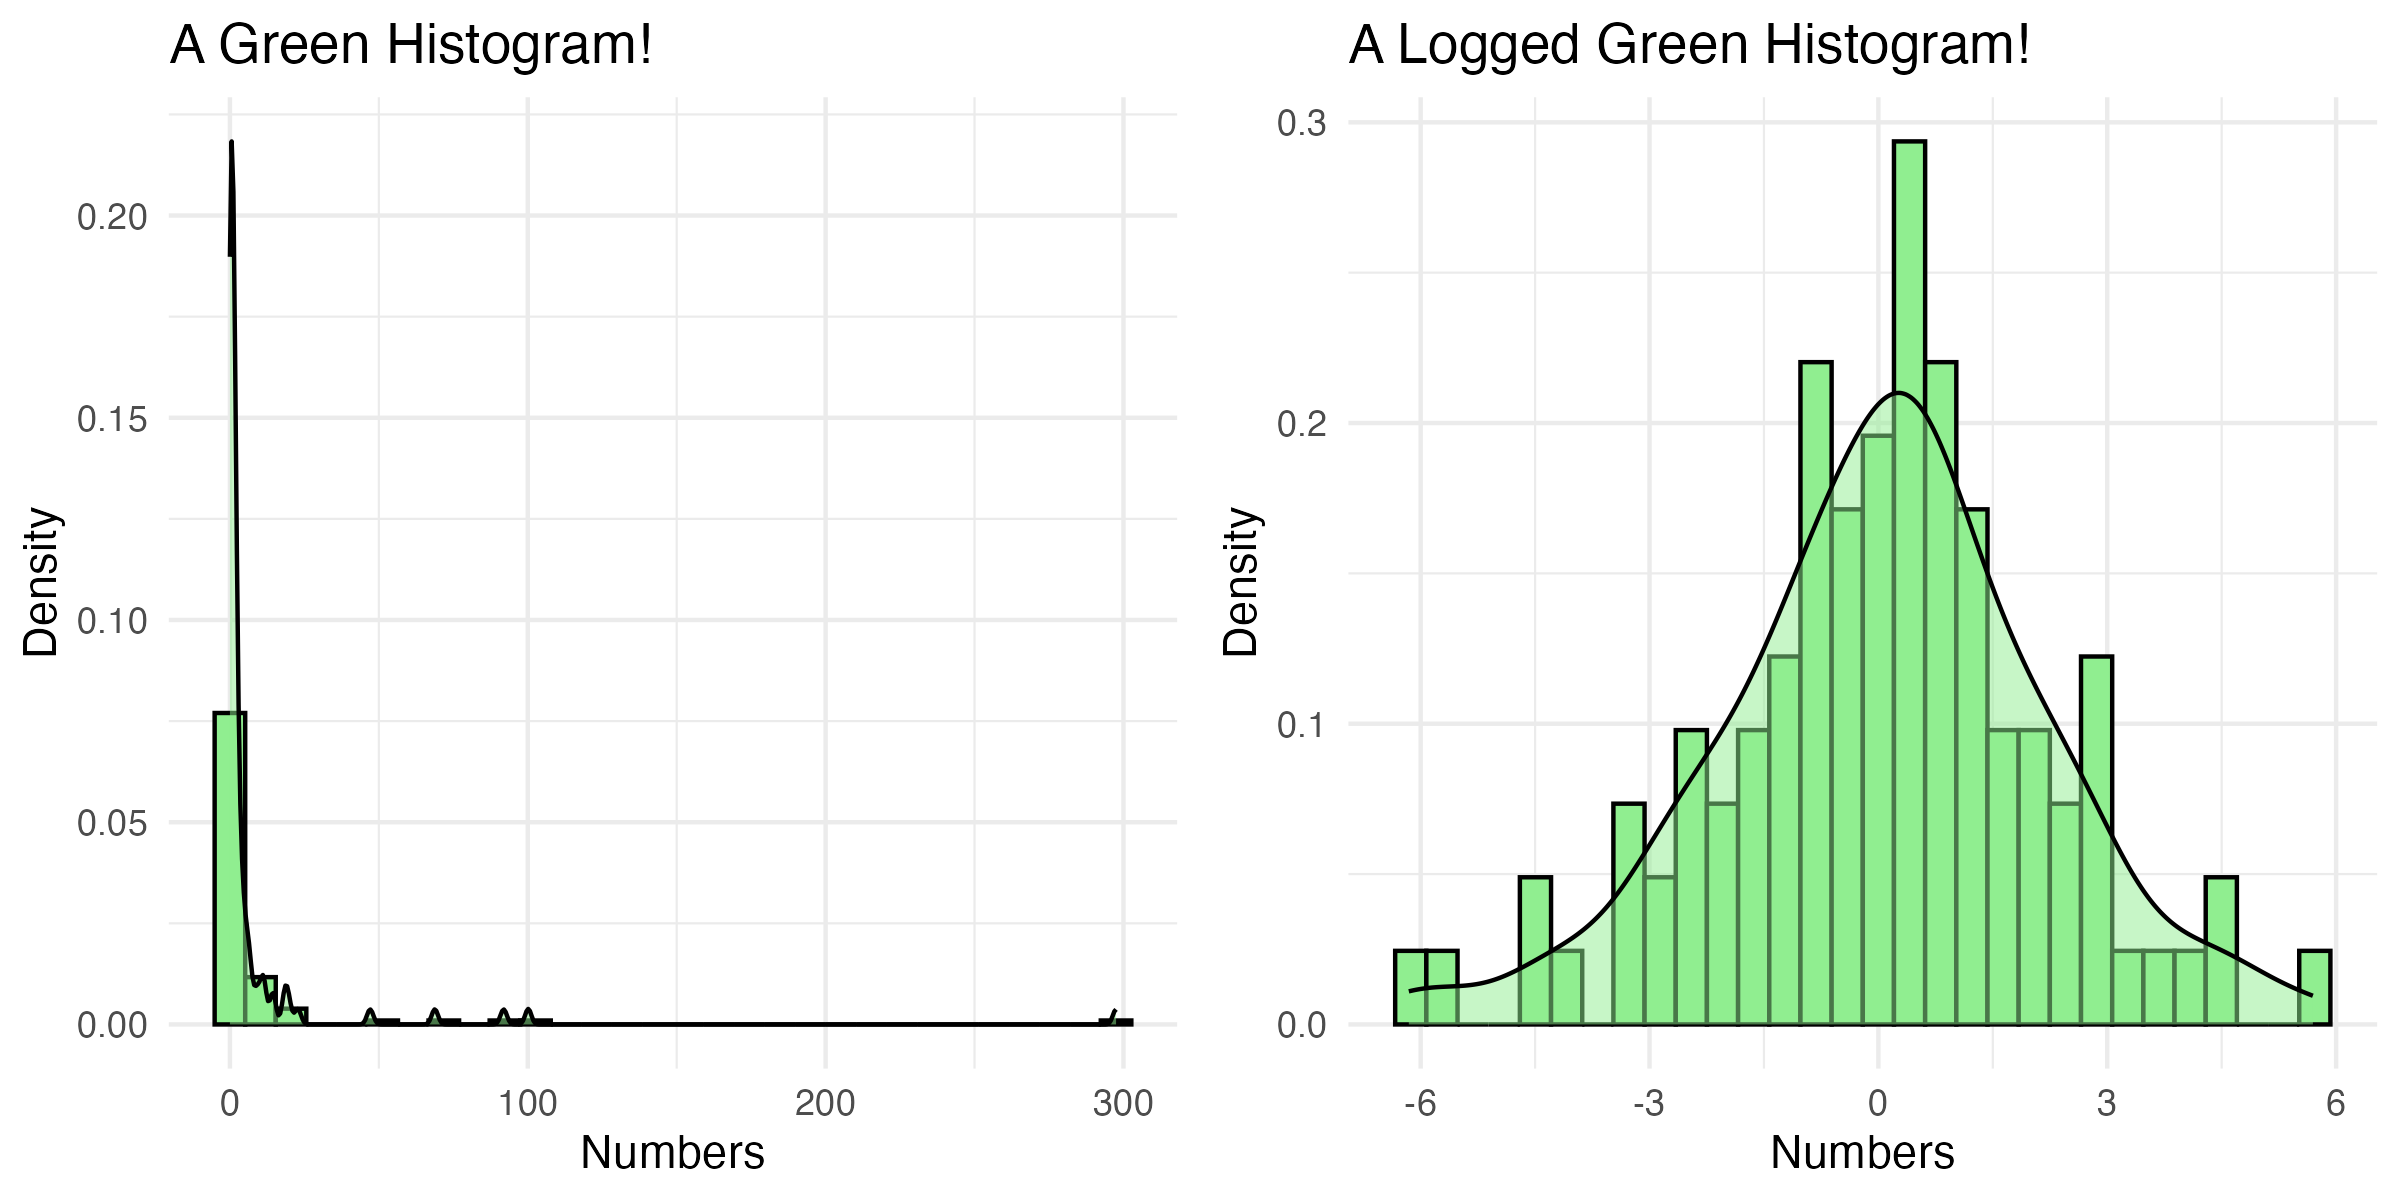 A Green Histogram!
Density
0.20
0.15
0.10
0.05
0.00
0 100 200 300
Numbers
A Logged Green Histogram!
Density
0.3
0.2
0.1
0.0
-6 -3 0 3 6
Numbers